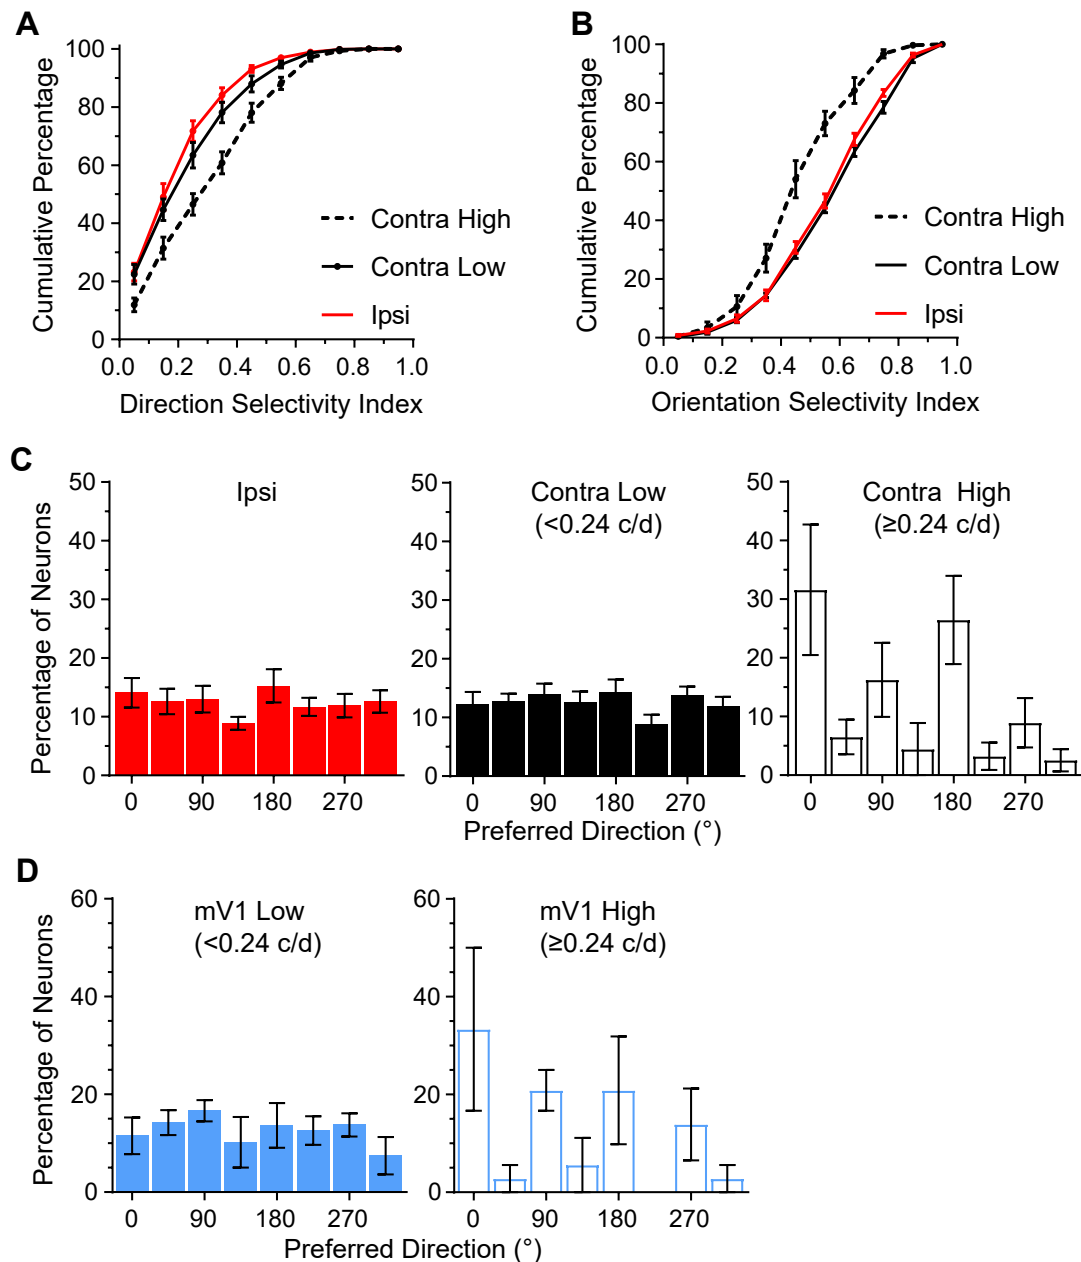 A
Cumulative Percentage
100
80
60
40
20
0
0.0 0.2 0.4 0.6 0.8 1.0
Direction Selectivity Index
Contra High
Contra Low
Ipsi
B
Cumulative Percentage
100
80
60
40
20
0
0.0 0.2 0.4 0.6 0.8 1.0
Orientation Selectivity Index
Contra High
Contra Low
Ipsi
C
Percentage of Neurons
Ipsi
50
40
30
20
10
0
0 90 180 270
Contra Low
(<0.24 c/d)
50
40
30
20
10
0
0 90 180 270
Contra High
(≥0.24 c/d)
50
40
30
20
10
0
0 90 180 270
Preferred Direction (°)
D
Percentage of Neurons
mV1 Low
(<0.24 c/d)
60
40
20
0
0 90 180 270
mV1 High
(≥0.24 c/d)
60
40
20
0
0 90 180 270
Preferred Direction (°)